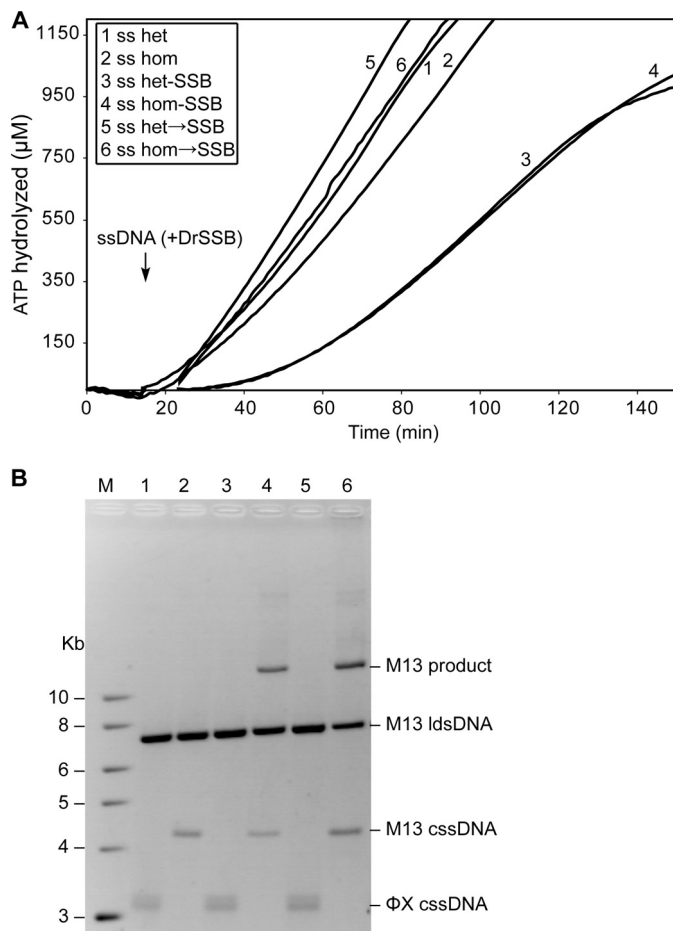 A
1150
950
750
550
350
150
ATP hydrolyzed (µM)
1 ss het
2 ss hom
3 ss het-SSB
4 ss hom-SSB
5 ss het→SSB
6 ss hom→SSB
ssDNA (+DrSSB)
5
6
1
2
3
4
0 20 40 60 80 100 120 140
Time (min)
B
M 1 2 3 4 5 6
Kb
M13 product
10
8 M13 ldsDNA
6
5
M13 cssDNA
4
ΦX cssDNA
3